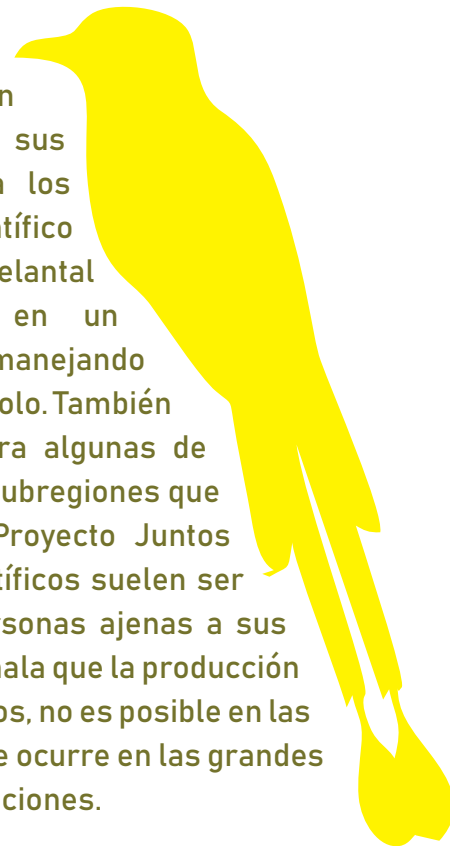 n
sus
los
tífico
elantal
en un
manejando
olo. También
ra algunas de
ubregiones que
Proyecto Juntos
tíficos suelen ser
rsonas ajenas a sus
ala que la producción
os, no es posible en las
e ocurre en las grandes
ciones.